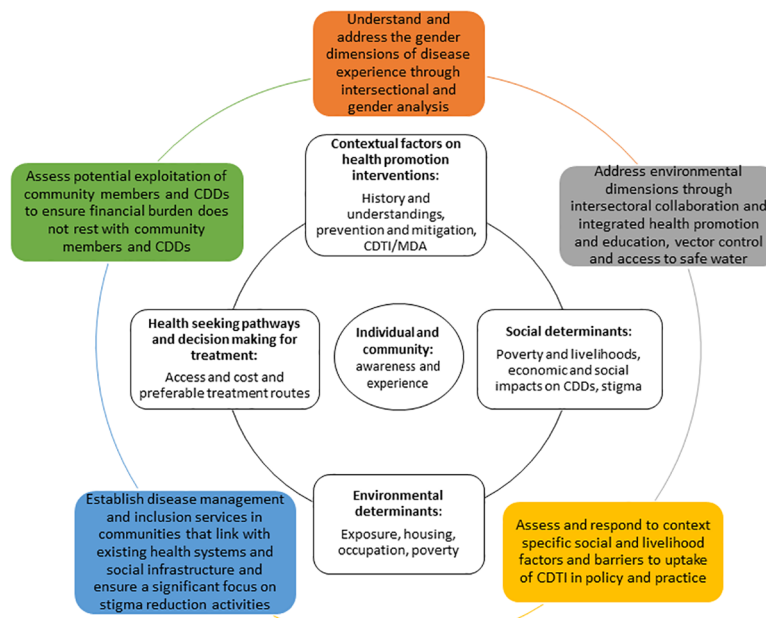 Understand and
address the gender
dimensions of disease
experience through
intersectional and
gender analysis
Contextual factors on
health promotion
interventions:
History and
understandings,
prevention and mitigation,
CDTI/MDA
Assess potential exploitation of
community members and CDDs
to ensure financial burden does
not rest with community
members and CDDs
Address environmental
dimensions through
intersectoral collaboration and
integrated health promotion
and education, vector control
and access to safe water
Health seeking pathways
and decision making for
treatment:
Access and cost and
preferable treatment routes
Individual and
community:
awareness and
experience
Social determinants:
Poverty and livelihoods,
economic and social
impacts on CDDs, stigma
Environmental
determinants:
Exposure, housing,
occupation, poverty
Establish disease management
and inclusion services in
communities that link with
existing health systems and
social infrastructure and
ensure a significant focus on
stigma reduction activities
Assess and respond to context
specific social and livelihood
factors and barriers to uptake
of CDTI in policy and practice